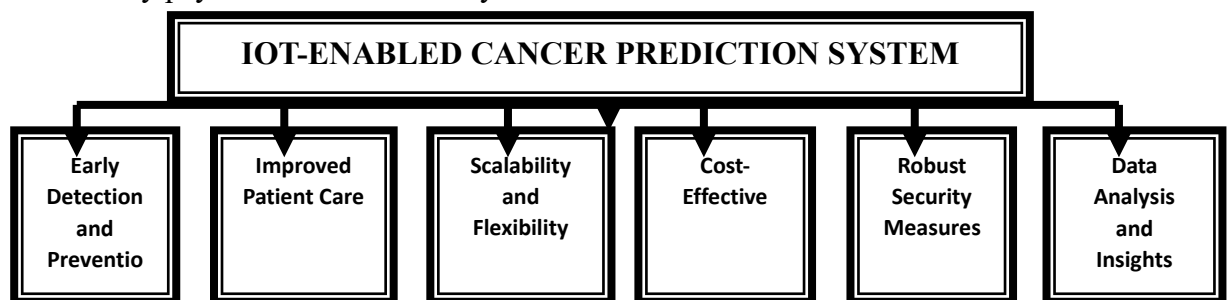 IOT-ENABLED CANCER PREDICTION SYSTEM
Early
Detection
and
Preventio
Improved
Patient Care
Scalability
and
Flexibility
Cost-
Effective
Robust
Security
Measures
Data
Analysis
and
Insights